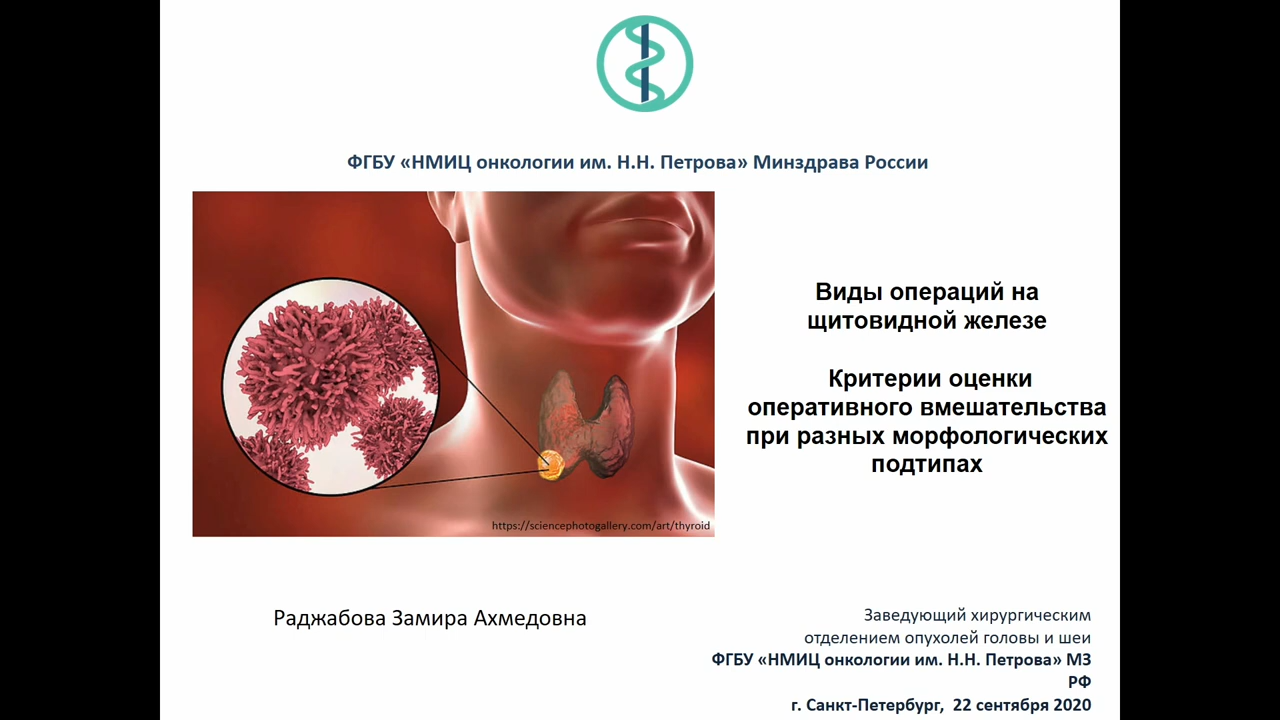 ФГБУ «НМИЦ онкологии им. Н.Н. Петрова» Минздрава России
Виды операций на
щитовидной железе
Критерии оценки
оперативного вмешательства
при разных морфологических
подтипах
https://sciencephotogallery.com/art/thyroid
Раджабова Замира Ахмедовна
Заведующий хирургическим
отделением опухолей головы и шеи
ФГБУ «НМИЦ онкологии им. Н.Н. Петрова» МЗ
РФ
г. Санкт-Петербург, 22 сентября 2020